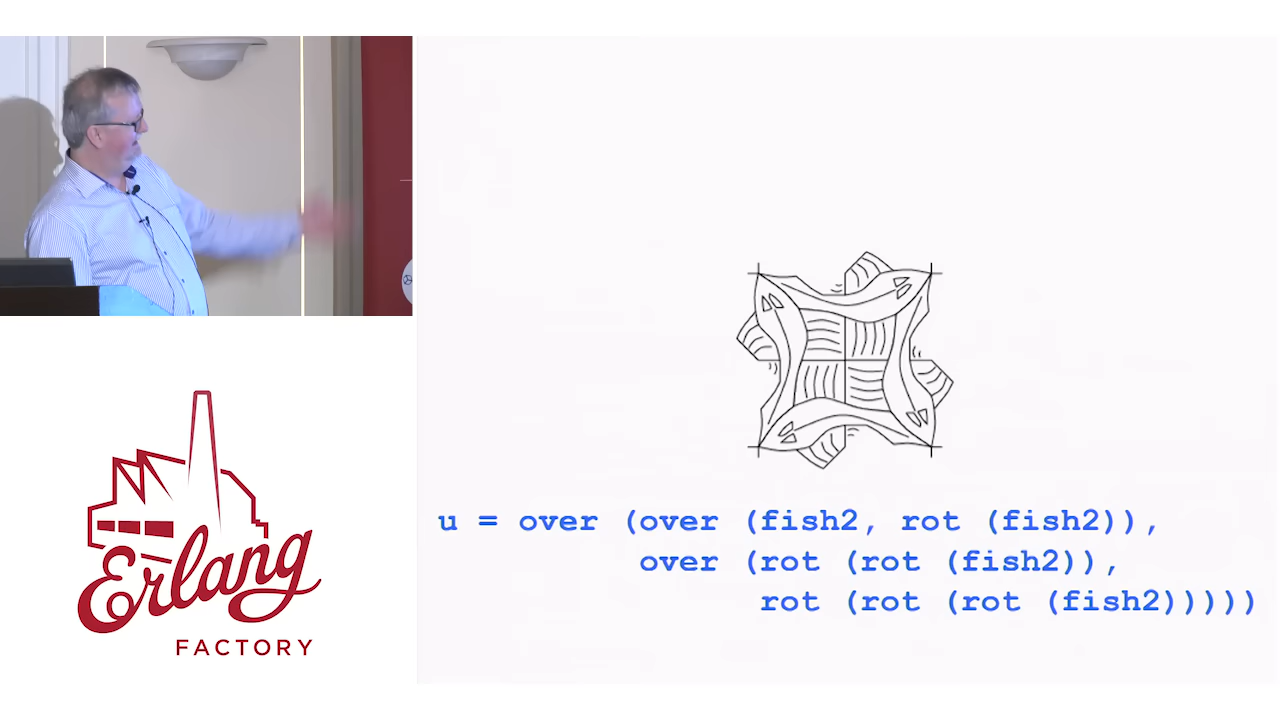 Erlang
FACTORY
u = over (over (fish2, rot (fish2)),
over (rot (rot (fish2)),
rot (rot (rot (fish2)))))